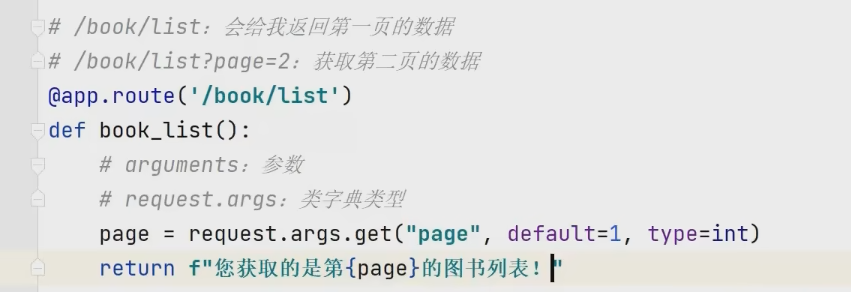 # /book/list：会给我返回第一页的数据
# /book/list?page=2：获取第二页的数据
@app.route('/book/list')
def book_list():
    # arguments：参数
    # request.args：类字典类型
    page = request.args.get("page", default=1, type=int)
    return f"您获取的是第{page}的图书列表！"